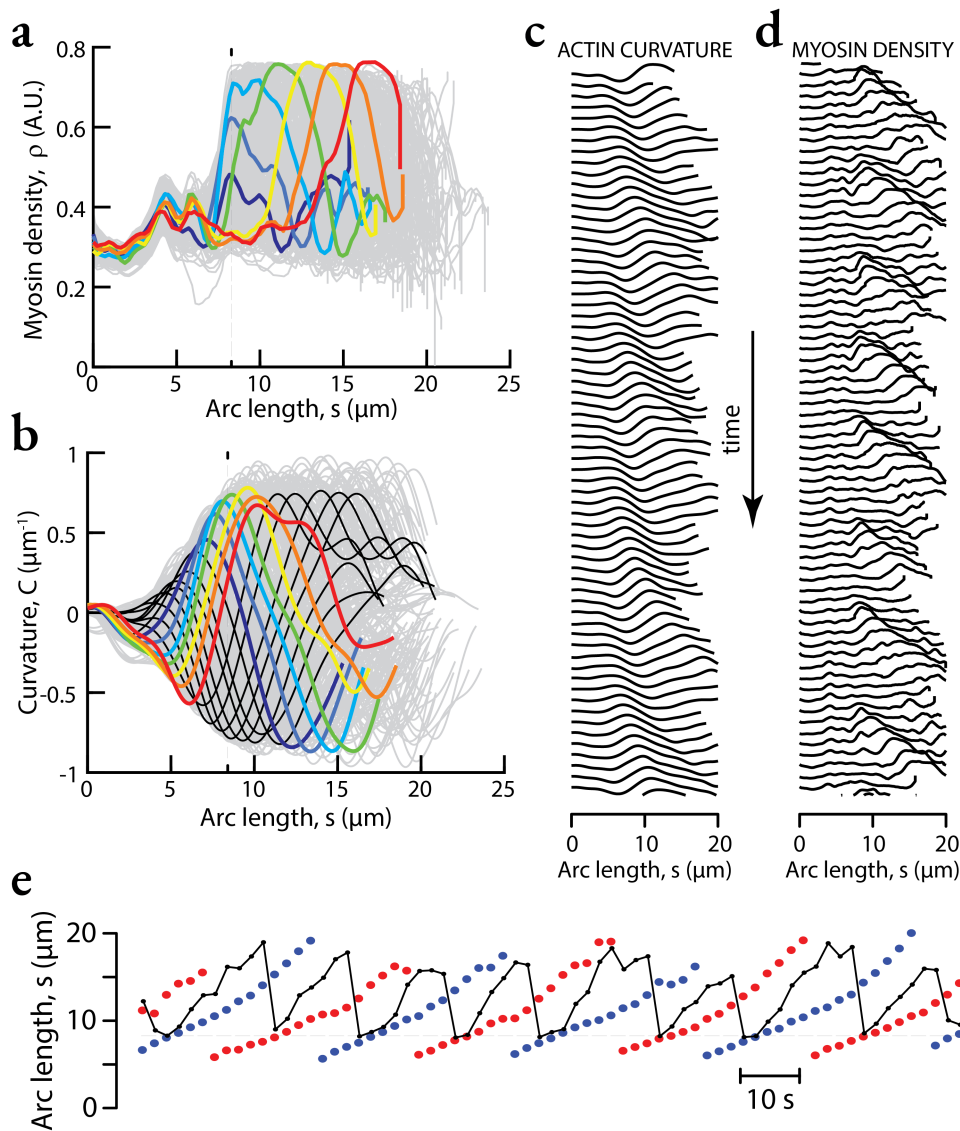 a
0.8
0.6
0.4
0.2
0
Myosin density, ρ (A.U.)
0 5 10 15 20 25
Arc length, s (μm)
b
1
0.5
0
-0.5
-1
Curvature, C (μm⁻¹)
0 5 10 15 20 25
Arc length, s (μm)
c
ACTIN CURVATURE
0 10 20
Arc length, s (μm)
time
d
MYOSIN DENSITY
0 10 20
Arc length, s (μm)
e
20
10
0
Arc length, s (μm)
10 s